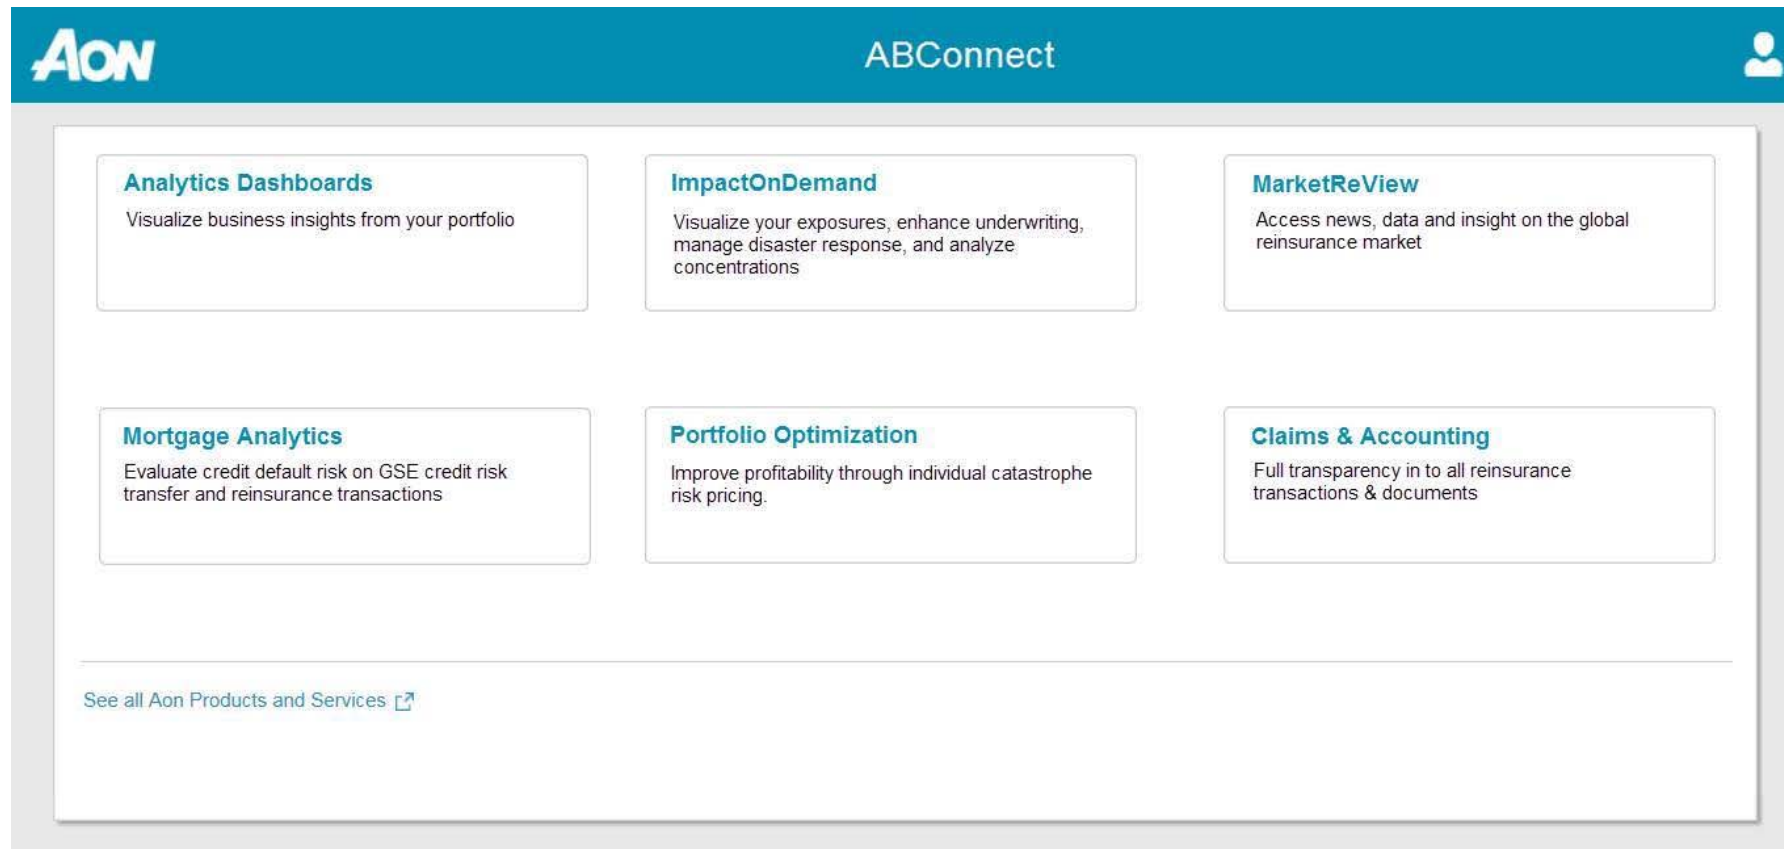 AON
ABConnect
Analytics Dashboards
Visualize business insights from your portfolio
ImpactOnDemand
Visualize your exposures, enhance underwriting,
manage disaster response, and analyze
concentrations
MarketReView
Access news, data and insight on the global
reinsurance market
Mortgage Analytics
Evaluate credit default risk on GSE credit risk
transfer and reinsurance transactions
Portfolio Optimization
Improve profitability through individual catastrophe
risk pricing.
Claims & Accounting
Full transparency in to all reinsurance
transactions & documents
See all Aon Products and Services